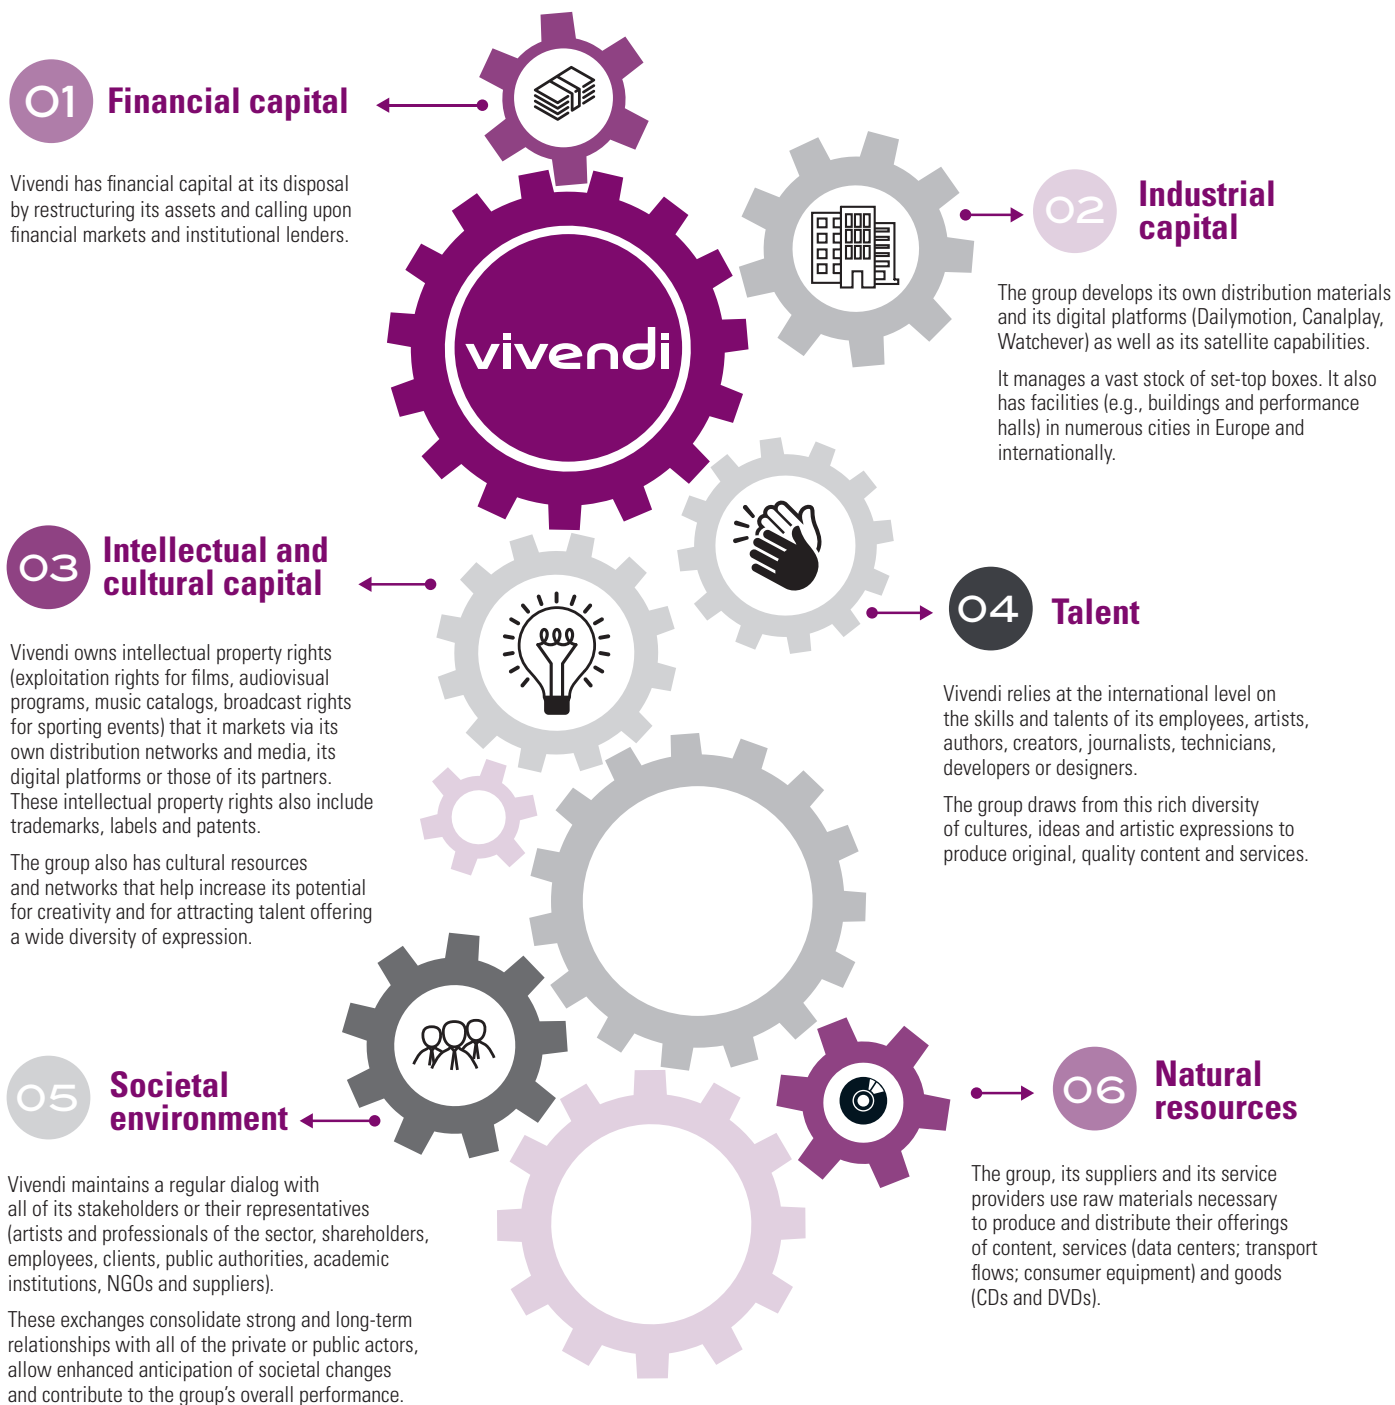 01
Financial capital
Vivendi has financial capital at its disposal
by restructuring its assets and calling upon
financial markets and institutional lenders.
vivendi
02
Industrial
capital
The group develops its own distribution materials
and its digital platforms (Dailymotion, Canalplay,
Watchever) as well as its satellite capabilities.
It manages a vast stock of set-top boxes. It also
has facilities (e.g., buildings and performance
halls) in numerous cities in Europe and
internationally.
03
Intellectual and
cultural capital
Vivendi owns intellectual property rights
(exploitation rights for films, audiovisual
programs, music catalogs, broadcast rights
for sporting events) that it markets via its
own distribution networks and media, its
digital platforms or those of its partners.
These intellectual property rights also include
trademarks, labels and patents.
The group also has cultural resources
and networks that help increase its potential
for creativity and for attracting talent offering
a wide diversity of expression.
04
Talent
Vivendi relies at the international level on
the skills and talents of its employees, artists,
authors, creators, journalists, technicians,
developers or designers.
The group draws from this rich diversity
of cultures, ideas and artistic expressions to
produce original, quality content and services.
05
Societal
environment
Vivendi maintains a regular dialog with
all of its stakeholders or their representatives
(artists and professionals of the sector, shareholders,
employees, clients, public authorities, academic
institutions, NGOs and suppliers).
These exchanges consolidate strong and long-term
relationships with all of the private or public actors,
allow enhanced anticipation of societal changes
and contribute to the group's overall performance.
06
Natural
resources
The group, its suppliers and its service
providers use raw materials necessary
to produce and distribute their offerings
of content, services (data centers; transport
flows; consumer equipment) and goods
(CDs and DVDs).